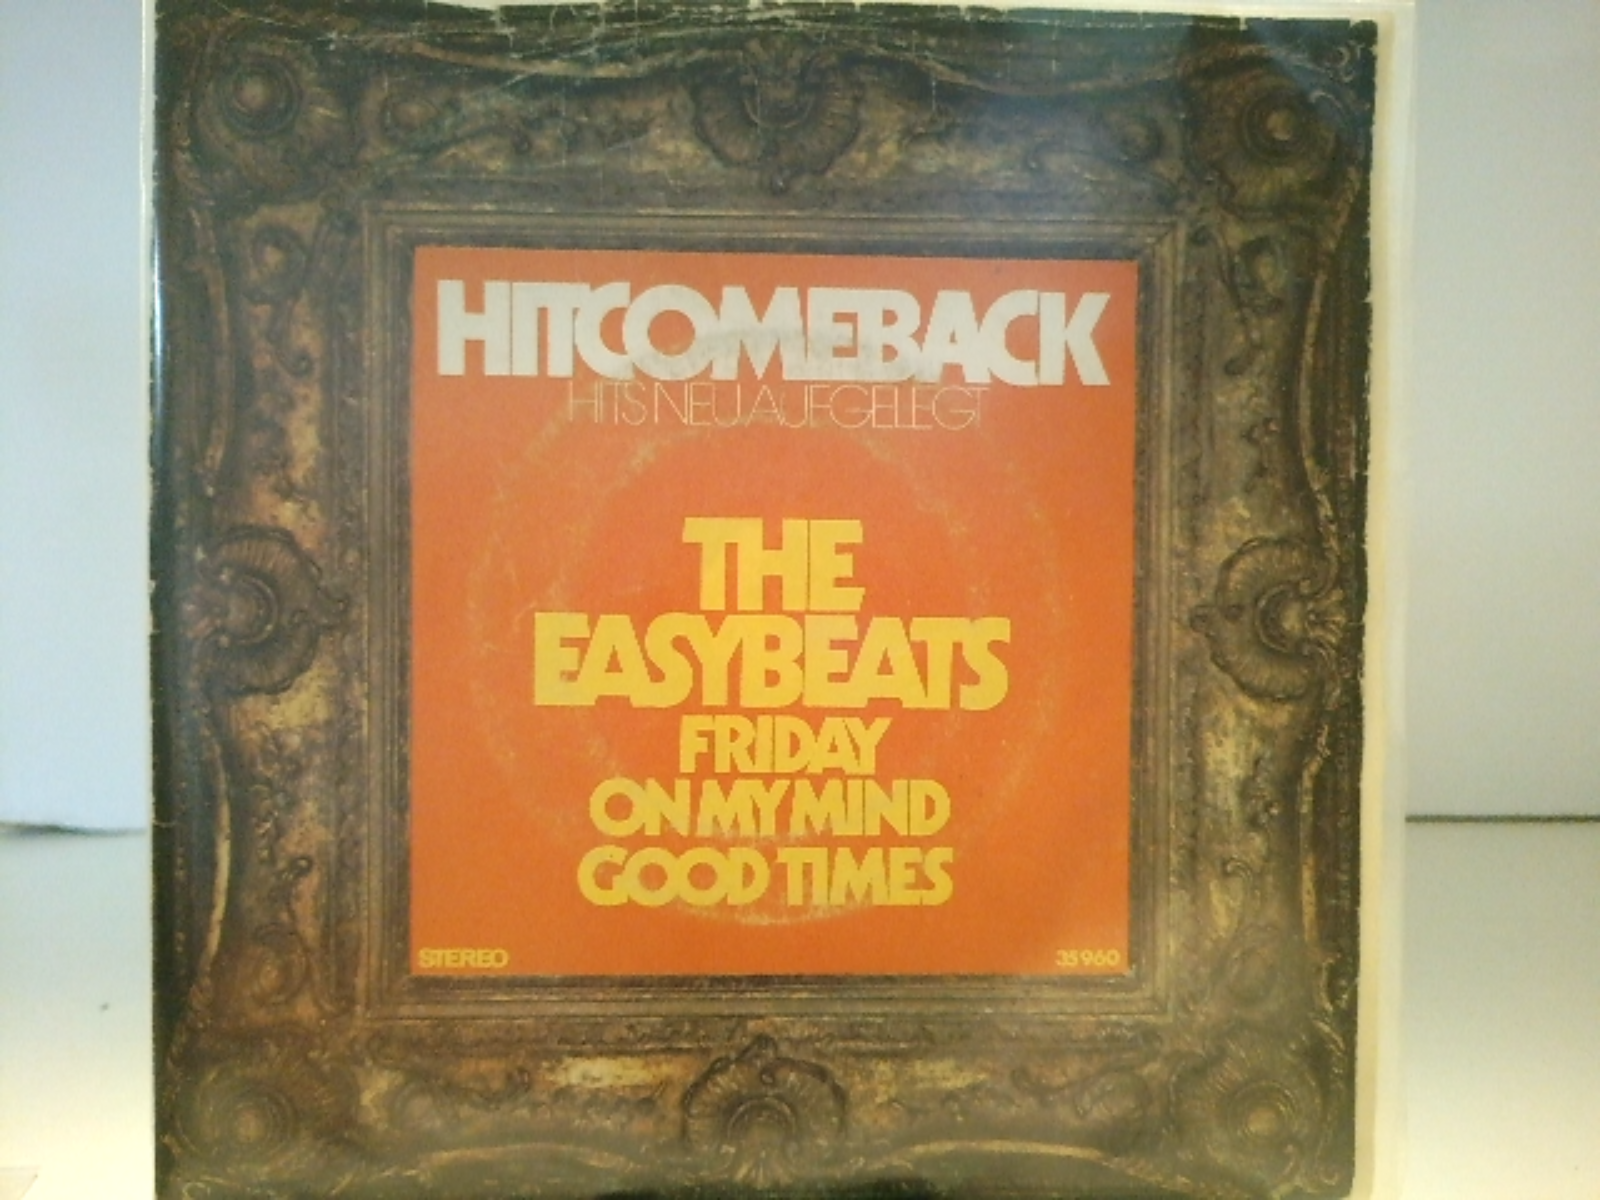 HITCOMEBACK
HITS NEU AUFGELEGT
THE
EASYBEATS
FRIDAY
ON MY MIND
GOOD TIMES
STEREO
35 960